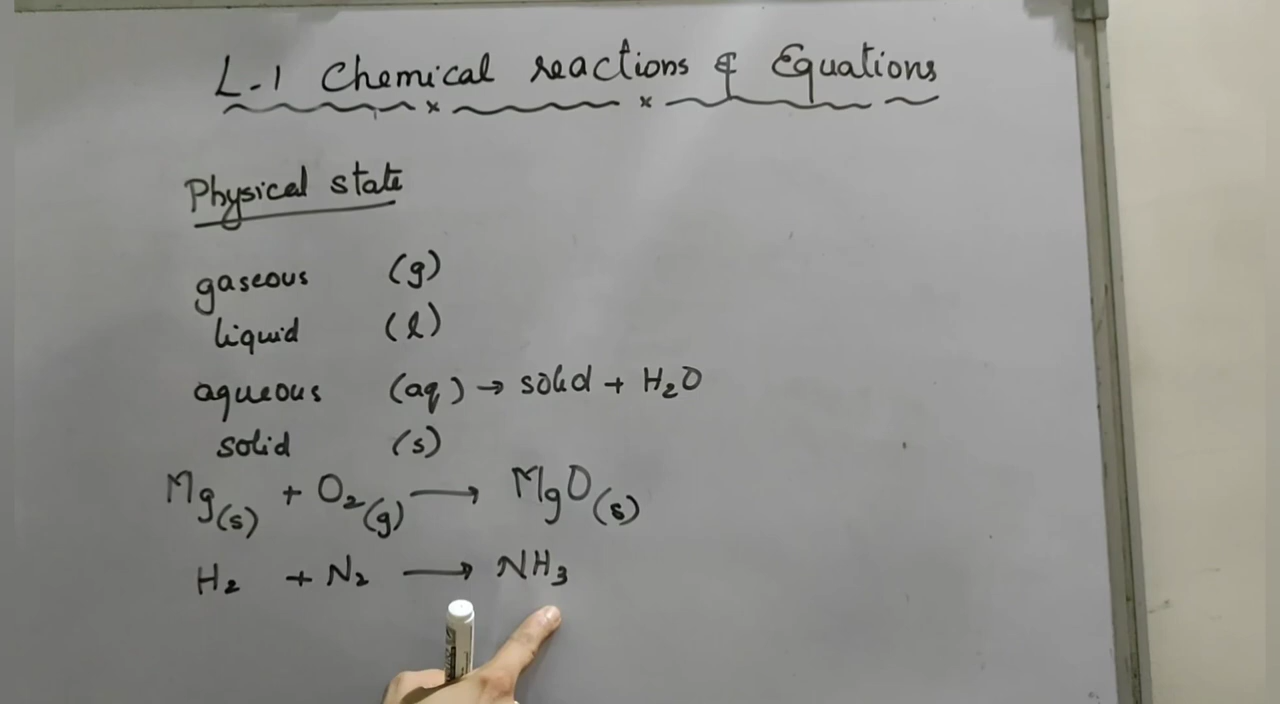 L-1 Chemical reactions & Equations
Physical state
gaseous (g)
liquid (l)
aqueous (aq) → solid + H₂O
solid (s)
Mg(s) + O₂(g) → MgO(s)
H₂ + N₂ → NH₃